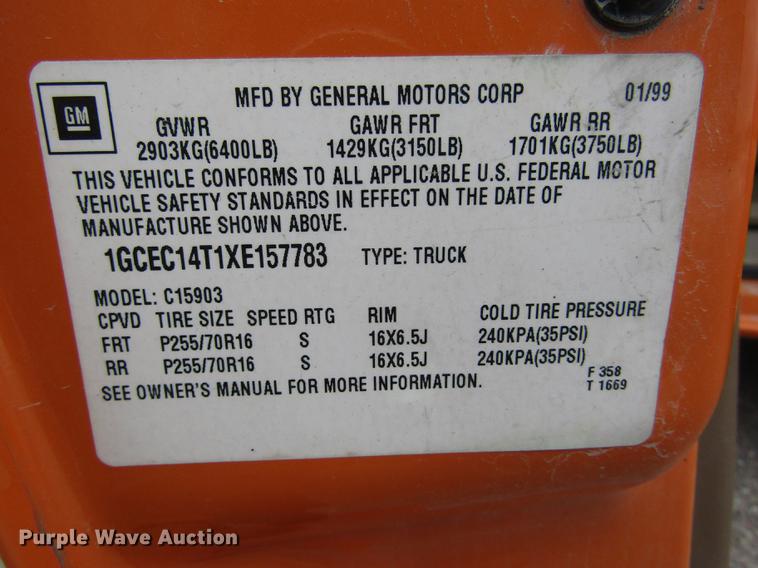 GM
MFD BY GENERAL MOTORS CORP 01/99
GVWR GAWR FRT GAWR RR
2903KG(6400LB) 1429KG(3150LB) 1701KG(3750LB)
THIS VEHICLE CONFORMS TO ALL APPLICABLE U.S. FEDERAL MOTOR
VEHICLE SAFETY STANDARDS IN EFFECT ON THE DATE OF
MANUFACTURE SHOWN ABOVE.
1GCEC14T1XE157783 TYPE: TRUCK
MODEL: C15903
CPVD TIRE SIZE SPEED RTG RIM COLD TIRE PRESSURE
FRT P255/70R16 S 16X6.5J 240KPA(35PSI)
RR P255/70R16 S 16X6.5J 240KPA(35PSI)
SEE OWNER'S MANUAL FOR MORE INFORMATION.
F 358
T 1669
Purple Wave Auction